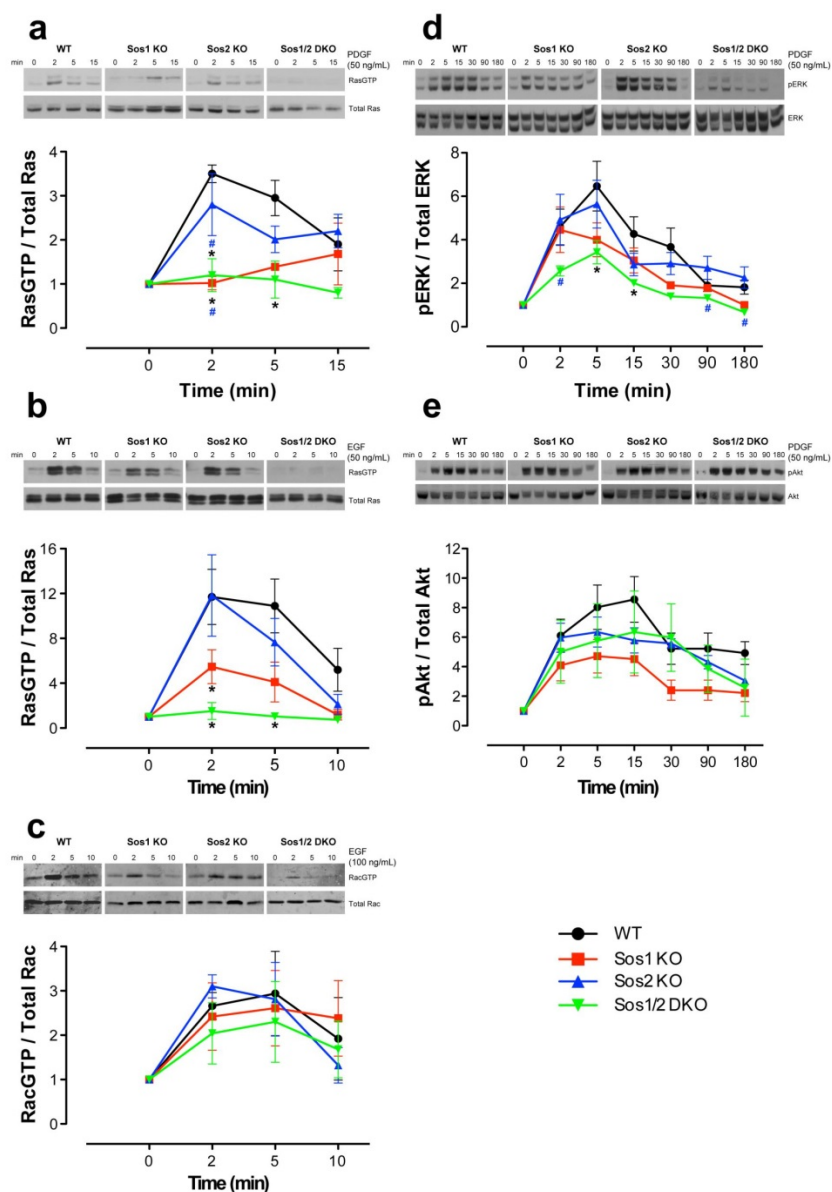 a
WT Sos1 KO Sos2 KO Sos1/2 DKO
PDGF
(50 ng/mL)
min 0 2 5 15 0 2 5 15 0 2 5 15 0 2 5 15
RasGTP
Total Ras
RasGTP / Total Ras
4
3
2
1
0
#
*
*
#
*
0 2 5 15
Time (min)
b
WT Sos1 KO Sos2 KO Sos1/2 DKO
EGF
(50 ng/mL)
min 0 2 5 10 0 2 5 10 0 2 5 10 0 2 5 10
RasGTP
Total Ras
RasGTP / Total Ras
16
12
8
4
0
*
*
*
0 2 5 10
Time (min)
c
WT Sos1 KO Sos2 KO Sos1/2 DKO
EGF
(100 ng/mL)
min 0 2 5 10 0 2 5 10 0 2 5 10 0 2 5 10
RacGTP
Total Rac
RacGTP / Total Rac
4
3
2
1
0
0 2 5 10
Time (min)
d
WT Sos1 KO Sos2 KO Sos1/2 DKO
PDGF
(50 ng/mL)
min 0 2 5 15 30 90 180 0 2 5 15 30 90 180 0 2 5 15 30 90 180 0 2 5 15 30 90 180
pERK
ERK
pERK / Total ERK
8
6
4
2
0
#
*
*
#
#
0 2 5 15 30 90 180
Time (min)
e
WT Sos1 KO Sos2 KO Sos1/2 DKO
PDGF
(50 ng/mL)
min 0 2 5 15 30 90 180 0 2 5 15 30 90 180 0 2 5 15 30 90 180 0 2 5 15 30 90 180
pAkt
Akt
pAkt / Total Akt
12
10
8
6
4
2
0
0 2 5 15 30 90 180
Time (min)
WT
Sos1 KO
Sos2 KO
Sos1/2 DKO